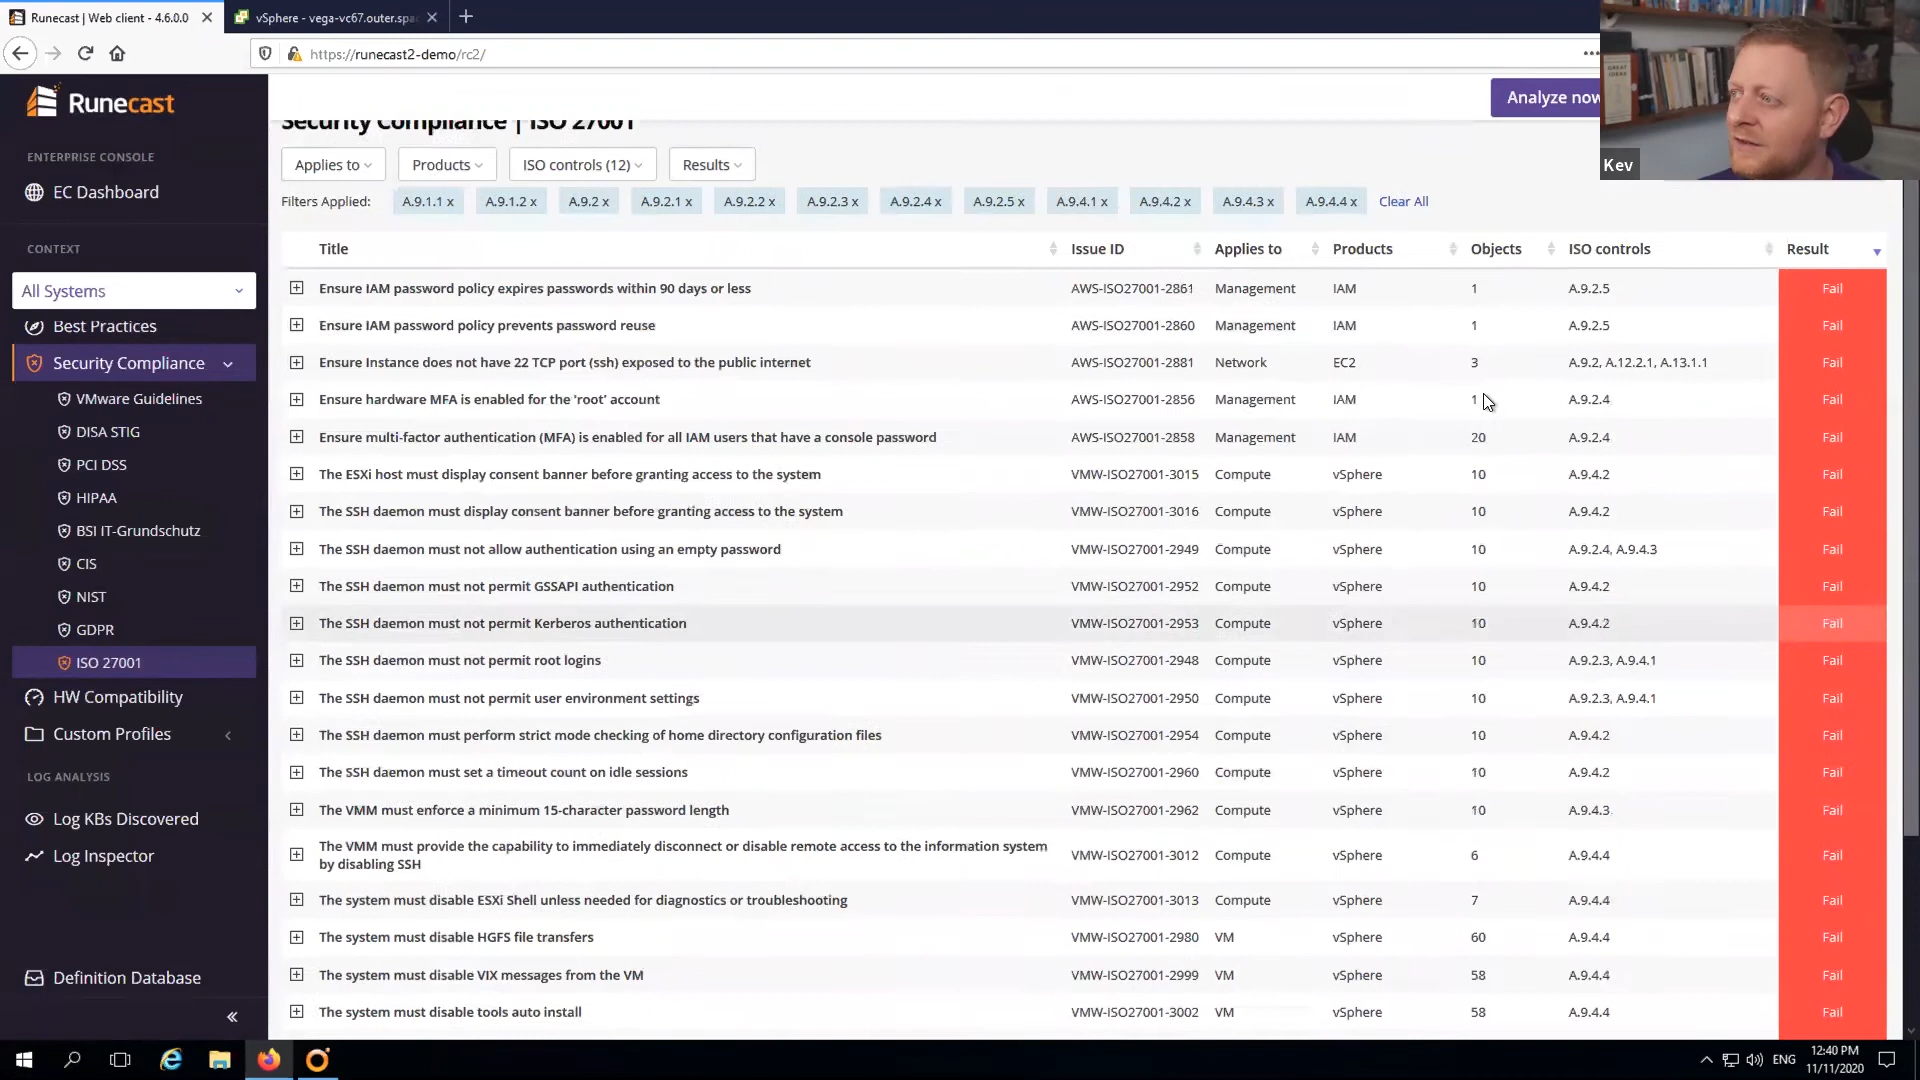 Runecast | Web client - 4.6.0.0
vSphere - vega-vc67.outer.spa
https://runecast2-demo/rc2/
Kev
Runecast
ENTERPRISE CONSOLE
EC Dashboard
CONTEXT
All Systems
Best Practices
Security Compliance
VMware Guidelines
DISA STIG
PCI DSS
HIPAA
BSI IT-Grundschutz
CIS
NIST
GDPR
ISO 27001
HW Compatibility
Custom Profiles
LOG ANALYSIS
Log KBs Discovered
Log Inspector
Definition Database
Analyze now
Security Compliance | ISO 27001
Applies to Products ISO controls (12) Results
Filters Applied: A.9.1.1 x A.9.1.2 x A.9.2 x A.9.2.1 x A.9.2.2 x A.9.2.3 x A.9.2.4 x A.9.2.5 x A.9.4.1 x A.9.4.2 x A.9.4.3 x A.9.4.4 x Clear All
Title Issue ID Applies to Products Objects ISO controls Result
Ensure IAM password policy expires passwords within 90 days or less AWS-ISO27001-2861 Management IAM 1 A.9.2.5 Fail
Ensure IAM password policy prevents password reuse AWS-ISO27001-2860 Management IAM 1 A.9.2.5 Fail
Ensure Instance does not have 22 TCP port (ssh) exposed to the public internet AWS-ISO27001-2881 Network EC2 3 A.9.2, A.12.2.1, A.13.1.1 Fail
Ensure hardware MFA is enabled for the 'root' account AWS-ISO27001-2856 Management IAM 1 A.9.2.4 Fail
Ensure multi-factor authentication (MFA) is enabled for all IAM users that have a console password AWS-ISO27001-2858 Management IAM 20 A.9.2.4 Fail
The ESXi host must display consent banner before granting access to the system VMW-ISO27001-3015 Compute vSphere 10 A.9.4.2 Fail
The SSH daemon must display consent banner before granting access to the system VMW-ISO27001-3016 Compute vSphere 10 A.9.4.2 Fail
The SSH daemon must not allow authentication using an empty password VMW-ISO27001-2949 Compute vSphere 10 A.9.2.4, A.9.4.3 Fail
The SSH daemon must not permit GSSAPI authentication VMW-ISO27001-2952 Compute vSphere 10 A.9.4.2 Fail
The SSH daemon must not permit Kerberos authentication VMW-ISO27001-2953 Compute vSphere 10 A.9.4.2 Fail
The SSH daemon must not permit root logins VMW-ISO27001-2948 Compute vSphere 10 A.9.2.3, A.9.4.1 Fail
The SSH daemon must not permit user environment settings VMW-ISO27001-2950 Compute vSphere 10 A.9.2.3, A.9.4.1 Fail
The SSH daemon must perform strict mode checking of home directory configuration files VMW-ISO27001-2954 Compute vSphere 10 A.9.4.2 Fail
The SSH daemon must set a timeout count on idle sessions VMW-ISO27001-2960 Compute vSphere 10 A.9.4.2 Fail
The VMM must enforce a minimum 15-character password length VMW-ISO27001-2962 Compute vSphere 10 A.9.4.3 Fail
The VMM must provide the capability to immediately disconnect or disable remote access to the information system
by disabling SSH VMW-ISO27001-3012 Compute vSphere 6 A.9.4.4 Fail
The system must disable ESXi Shell unless needed for diagnostics or troubleshooting VMW-ISO27001-3013 Compute vSphere 7 A.9.4.4 Fail
The system must disable HGFS file transfers VMW-ISO27001-2980 VM vSphere 60 A.9.4.4 Fail
The system must disable VIX messages from the VM VMW-ISO27001-2999 VM vSphere 58 A.9.4.4 Fail
The system must disable tools auto install VMW-ISO27001-3002 VM vSphere 58 A.9.4.4 Fail
ENG
12:40 PM
11/11/2020